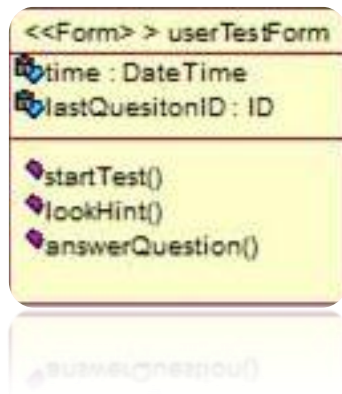 <<Form> > userTestForm
time : DateTime
lastQuesitonID : ID
startTest()
lookHint()
answerQuestion()